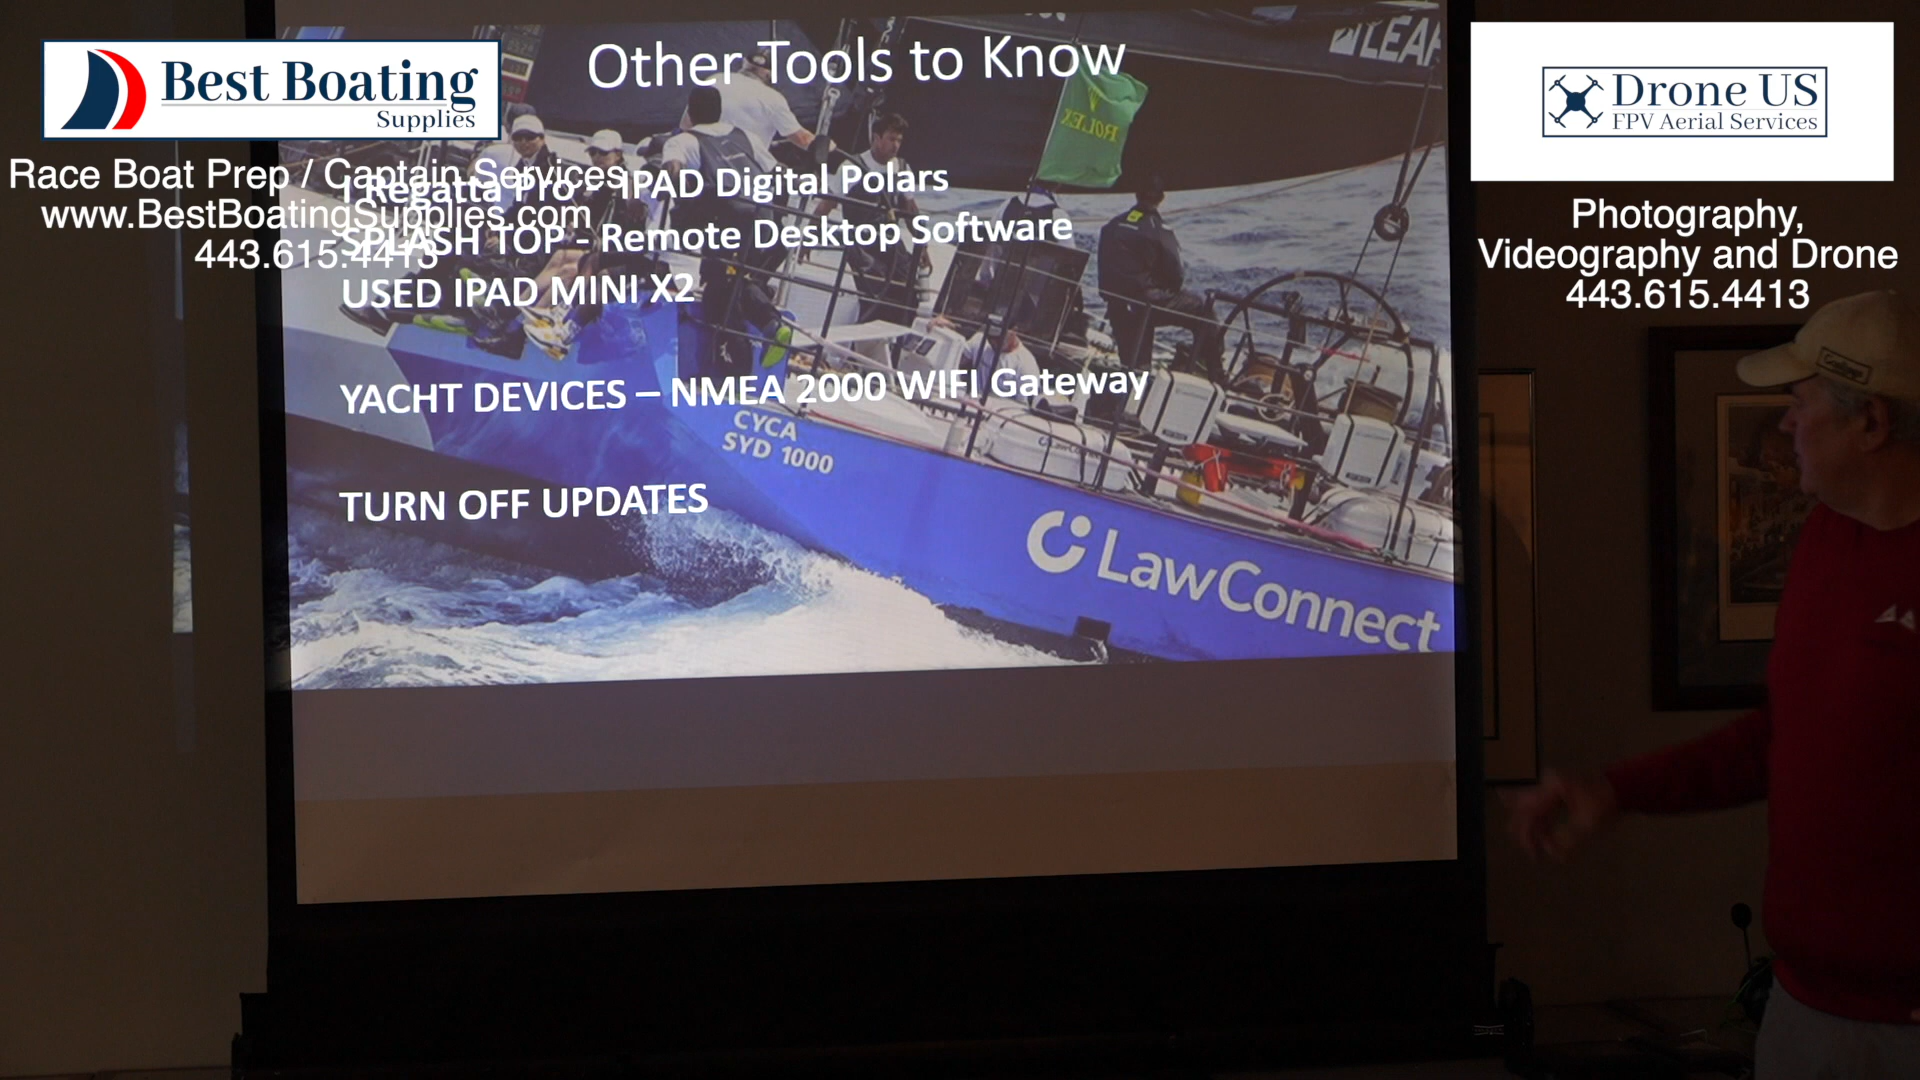 Best Boating
Supplies
Race Boat Prep / Captain Services
www.BestBoatingSupplies.com
443.615.4413
Drone US
FPV Aerial Services
Photography,
Videography and Drone
443.615.4413
Other Tools to Know
I Regatta Pro - IPAD Digital Polars
SPLASH TOP - Remote Desktop Software
USED IPAD MINI X2
YACHT DEVICES – NMEA 2000 WIFI Gateway
TURN OFF UPDATES
ROLEX
CYCA
SYD 1000
LawConnect